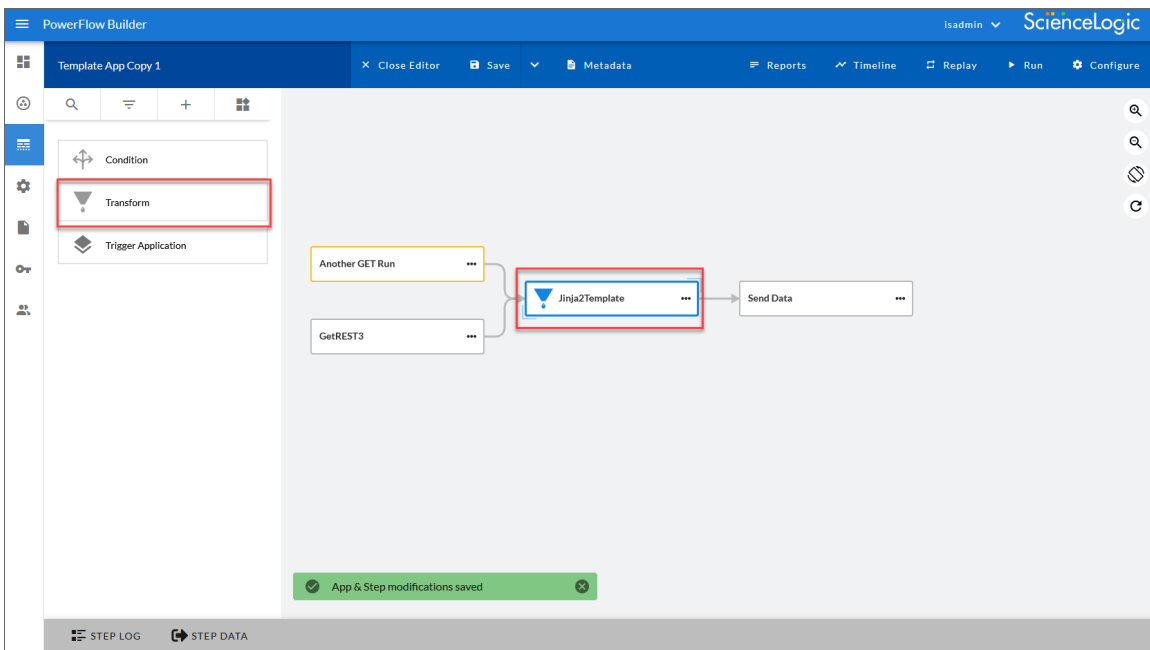 PowerFlow Builder
isadmin
ScienceLogic
Template App Copy 1
Close Editor
Save
Metadata
Reports
Timeline
Replay
Run
Configure
Condition
Transform
Trigger Application
Another GET Run
Jinja2Template
Send Data
GetREST3
App & Step modifications saved
STEP LOG
STEP DATA